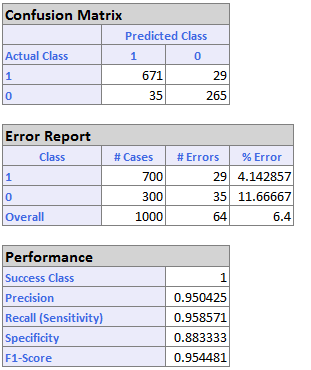 Confusion Matrix
Predicted Class
Actual Class 1 0
1 671 29
0 35 265
Error Report
Class # Cases # Errors % Error
1 700 29 4.142857
0 300 35 11.66667
Overall 1000 64 6.4
Performance
Success Class 1
Precision 0.950425
Recall (Sensitivity) 0.958571
Specificity 0.883333
F1-Score 0.954481